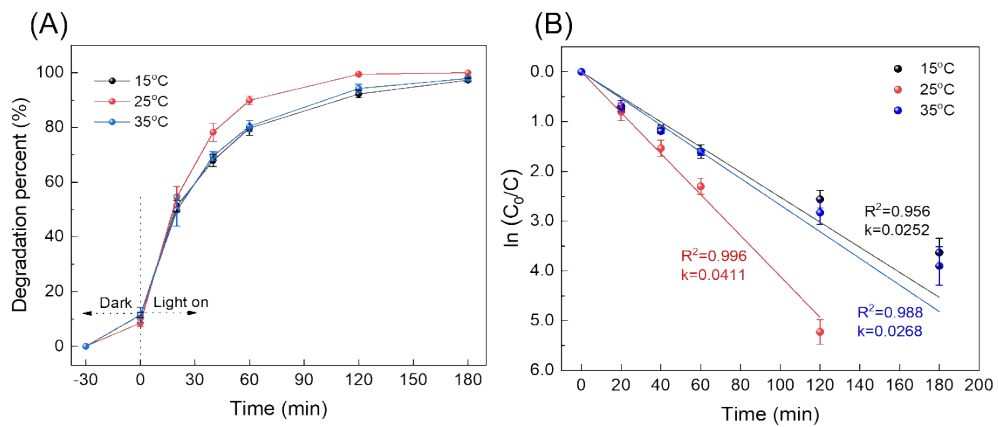 (A)
Degradation percent (%)
100
80
60
40
20
0
15°C
25°C
35°C
Dark
Light on
-30
0
30
60
90
120
150
180
Time (min)
(B)
ln (C₀/C)
0.0
1.0
2.0
3.0
4.0
5.0
6.0
15°C
25°C
35°C
R²=0.956
k=0.0252
R²=0.996
k=0.0411
R²=0.988
k=0.0268
0
20
40
60
80
100
120
140
160
180
200
Time (min)